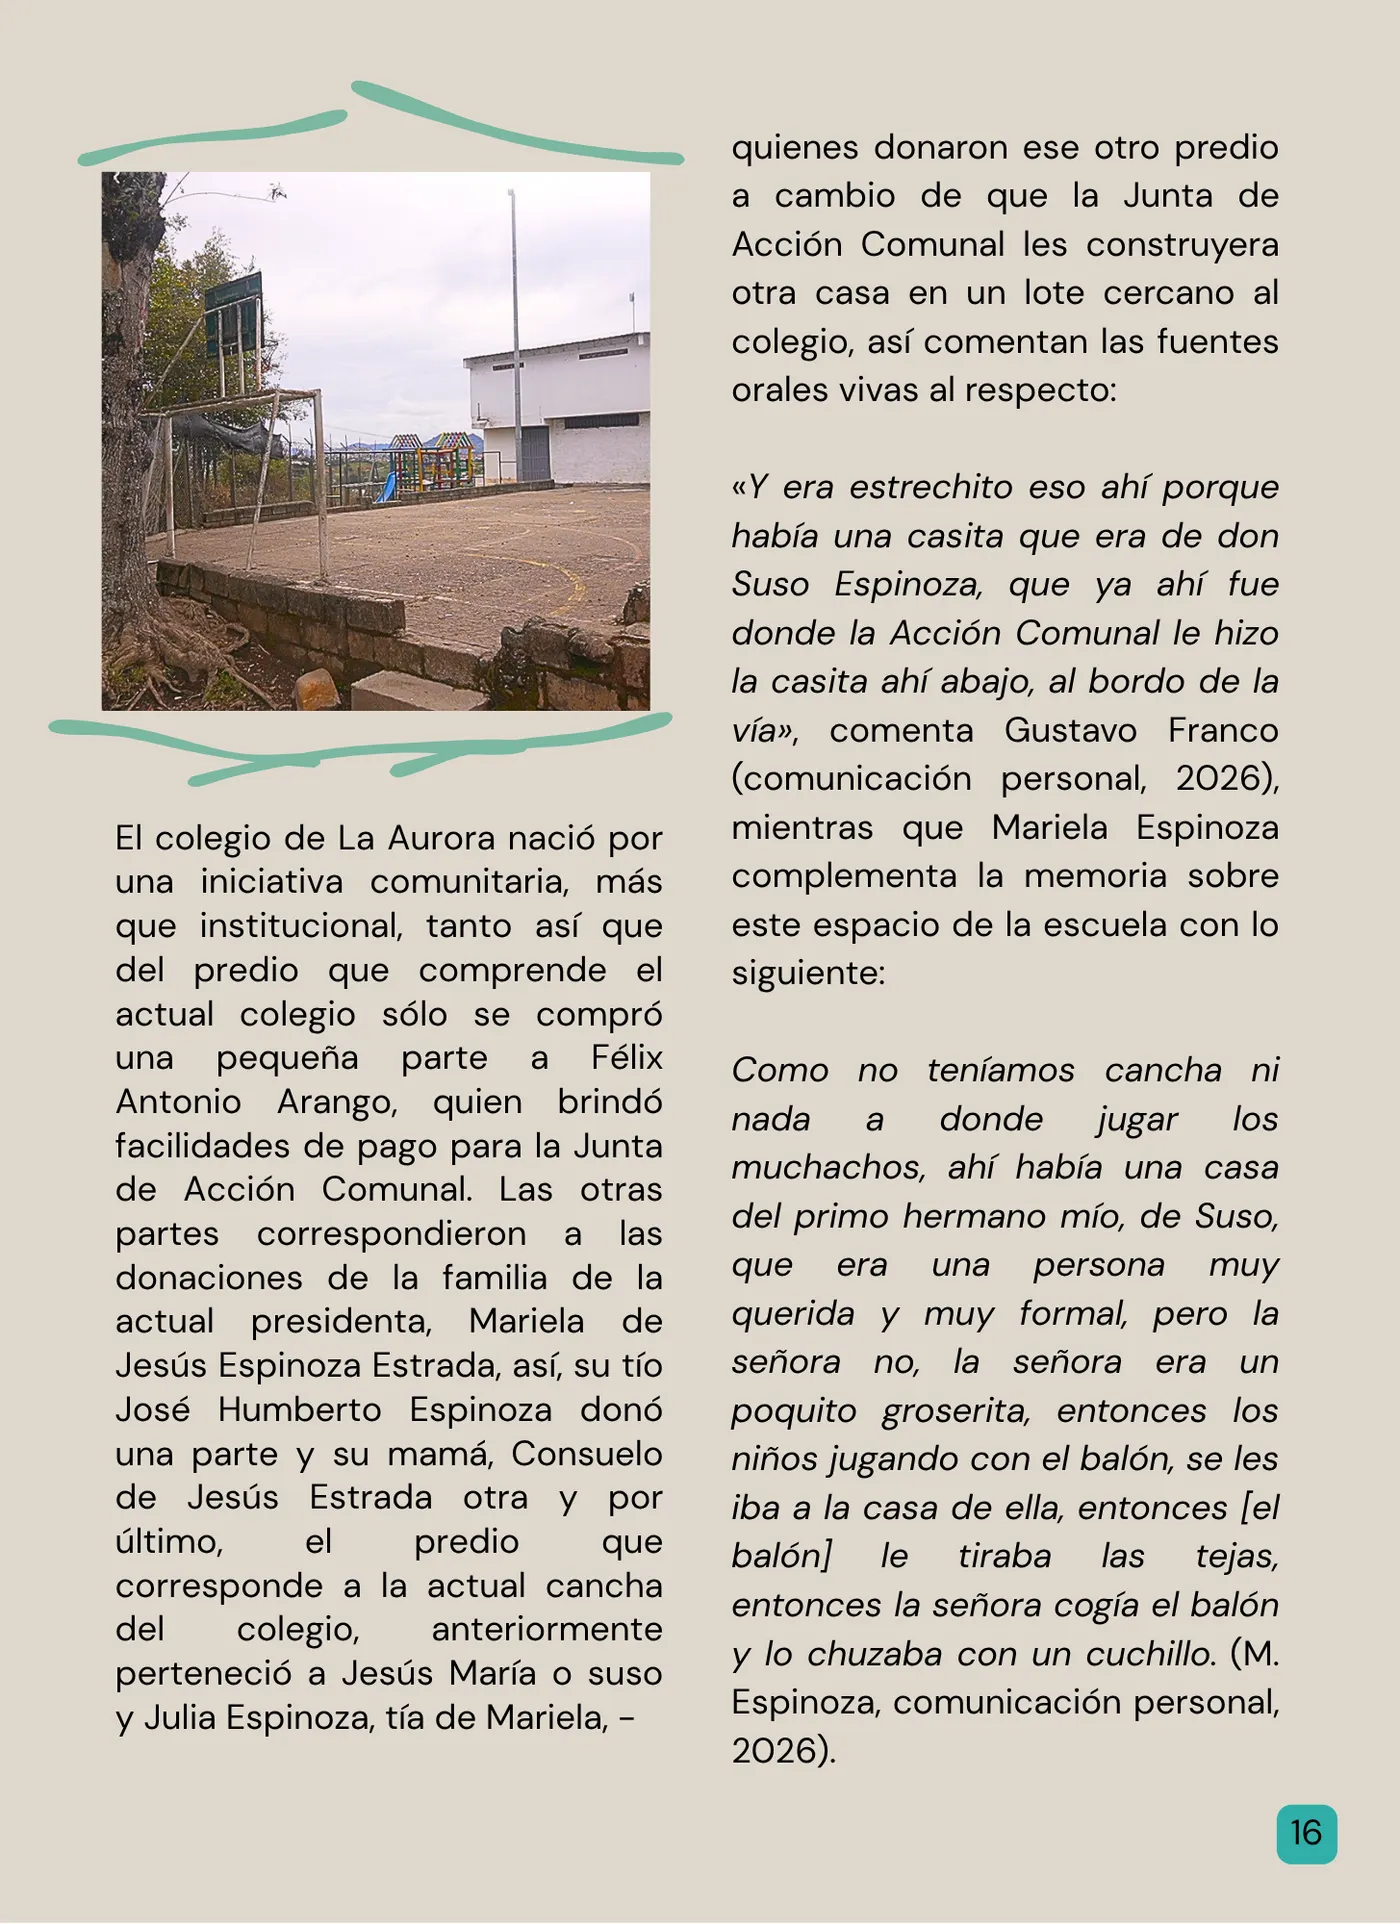 El colegio de La Aurora nació por
una iniciativa comunitaria, más
que institucional, tanto así que
del predio que comprende el
actual colegio sólo se compró
una pequeña parte a Félix
Antonio Arango, quien brindó
facilidades de pago para la Junta
de Acción Comunal. Las otras
partes correspondieron a las
donaciones de la familia de la
actual presidenta, Mariela de
Jesús Espinoza Estrada, así, su tío
José Humberto Espinoza donó
una parte y su mamá, Consuelo
de Jesús Estrada otra y por
último, el predio que
corresponde a la actual cancha
del colegio, anteriormente
perteneció a Jesús María o suso
y Julia Espinoza, tía de Mariela, –
quienes donaron ese otro predio
a cambio de que la Junta de
Acción Comunal les construyera
otra casa en un lote cercano al
colegio, así comentan las fuentes
orales vivas al respecto:
«Y era estrechito eso ahí porque
había una casita que era de don
Suso Espinoza, que ya ahí fue
donde la Acción Comunal le hizo
la casita ahí abajo, al bordo de la
vía», comenta Gustavo Franco
(comunicación personal, 2026),
mientras que Mariela Espinoza
complementa la memoria sobre
este espacio de la escuela con lo
siguiente:
Como no teníamos cancha ni
nada a donde jugar los
muchachos, ahí había una casa
del primo hermano mío, de Suso,
que era una persona muy
querida y muy formal, pero la
señora no, la señora era un
poquito groserita, entonces los
niños jugando con el balón, se les
iba a la casa de ella, entonces [el
balón] le tiraba las tejas,
entonces la señora cogía el balón
y lo chuzaba con un cuchillo. (M.
Espinoza, comunicación personal,
2026).
16